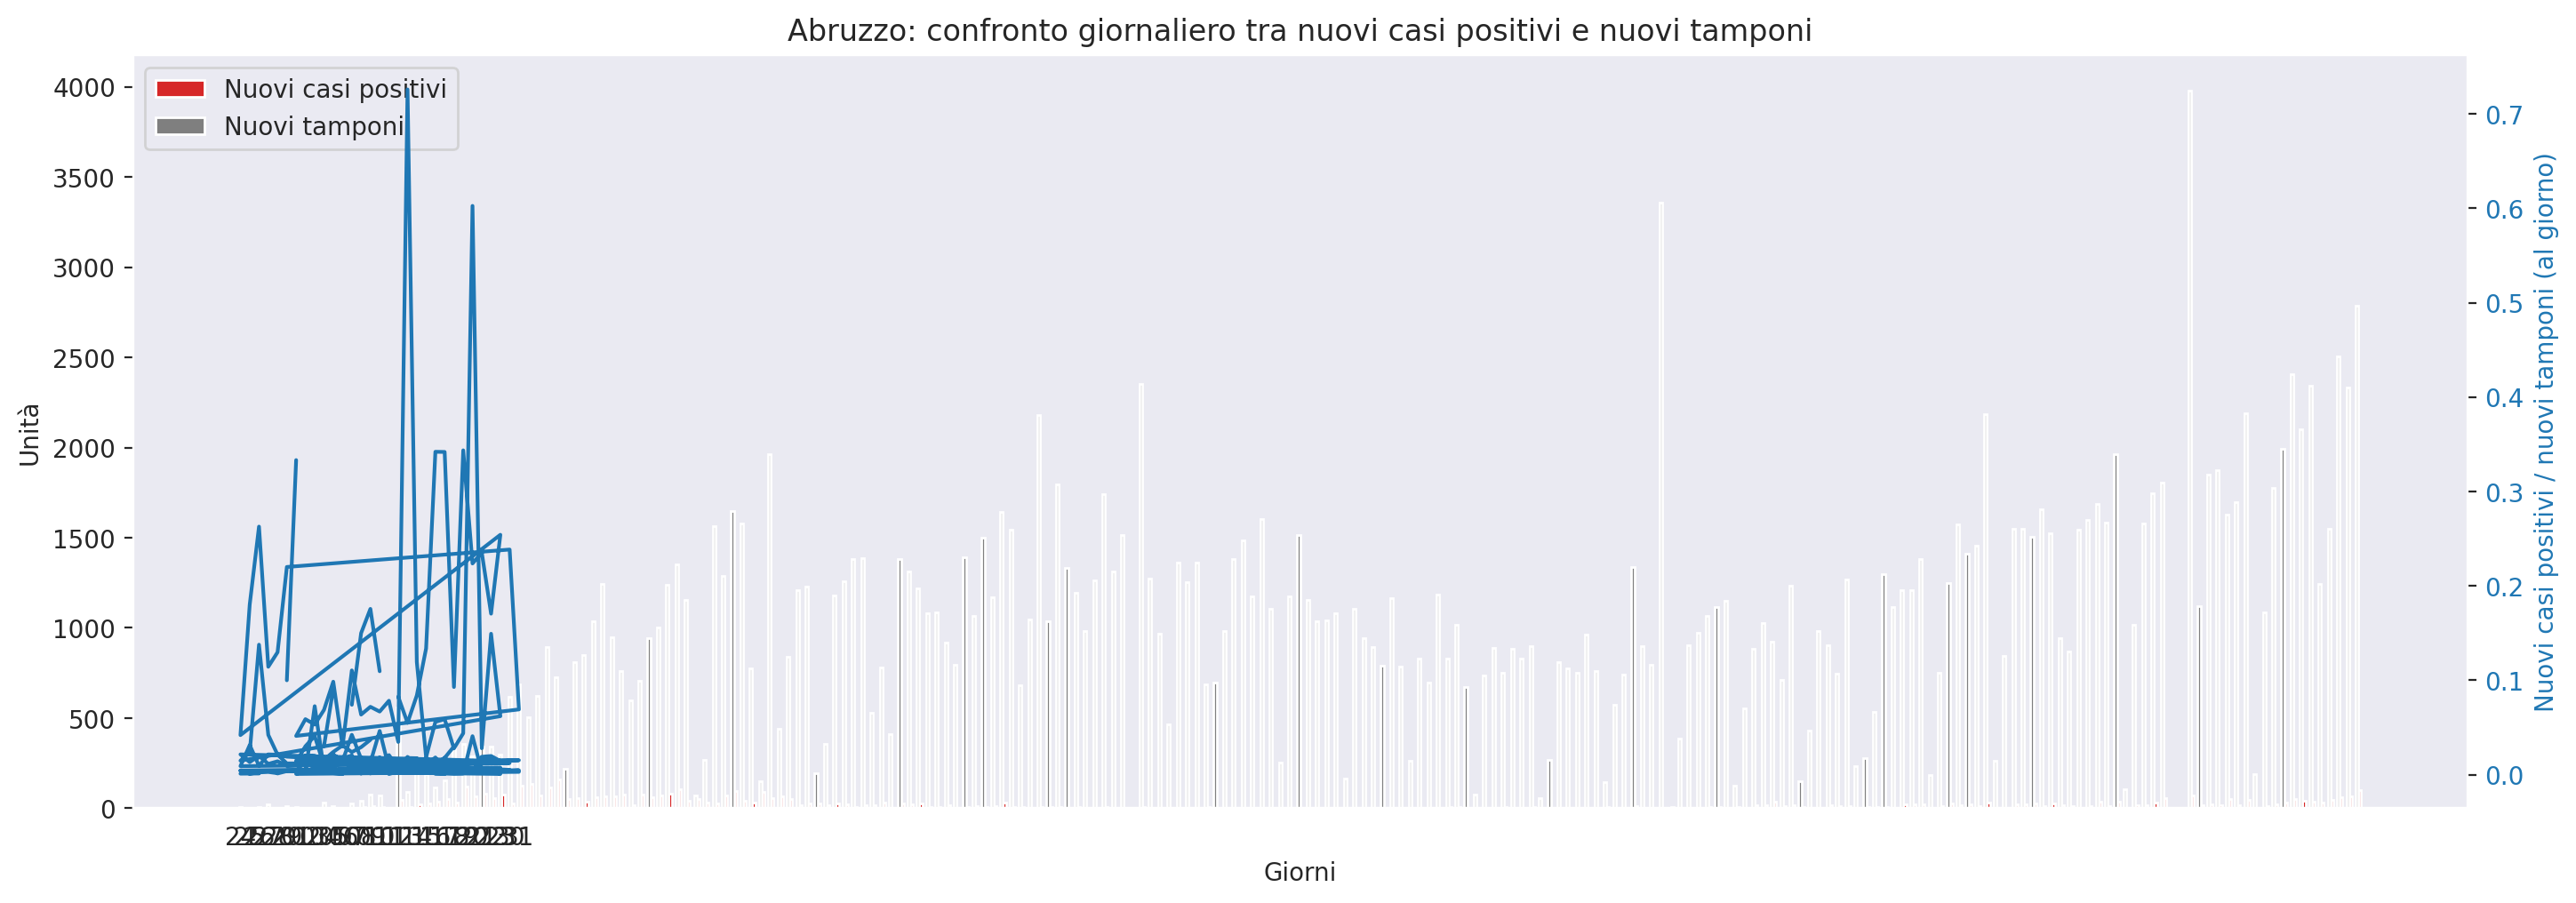 Abruzzo: confronto giornaliero tra nuovi casi positivi e nuovi tamponi
Nuovi casi positivi
Nuovi tamponi
4000
3500
3000
2500
2000
1500
1000
500
0
Unità
0.7
0.6
0.5
0.4
0.3
0.2
0.1
0.0
Nuovi casi positivi / nuovi tamponi (al giorno)
Giorni